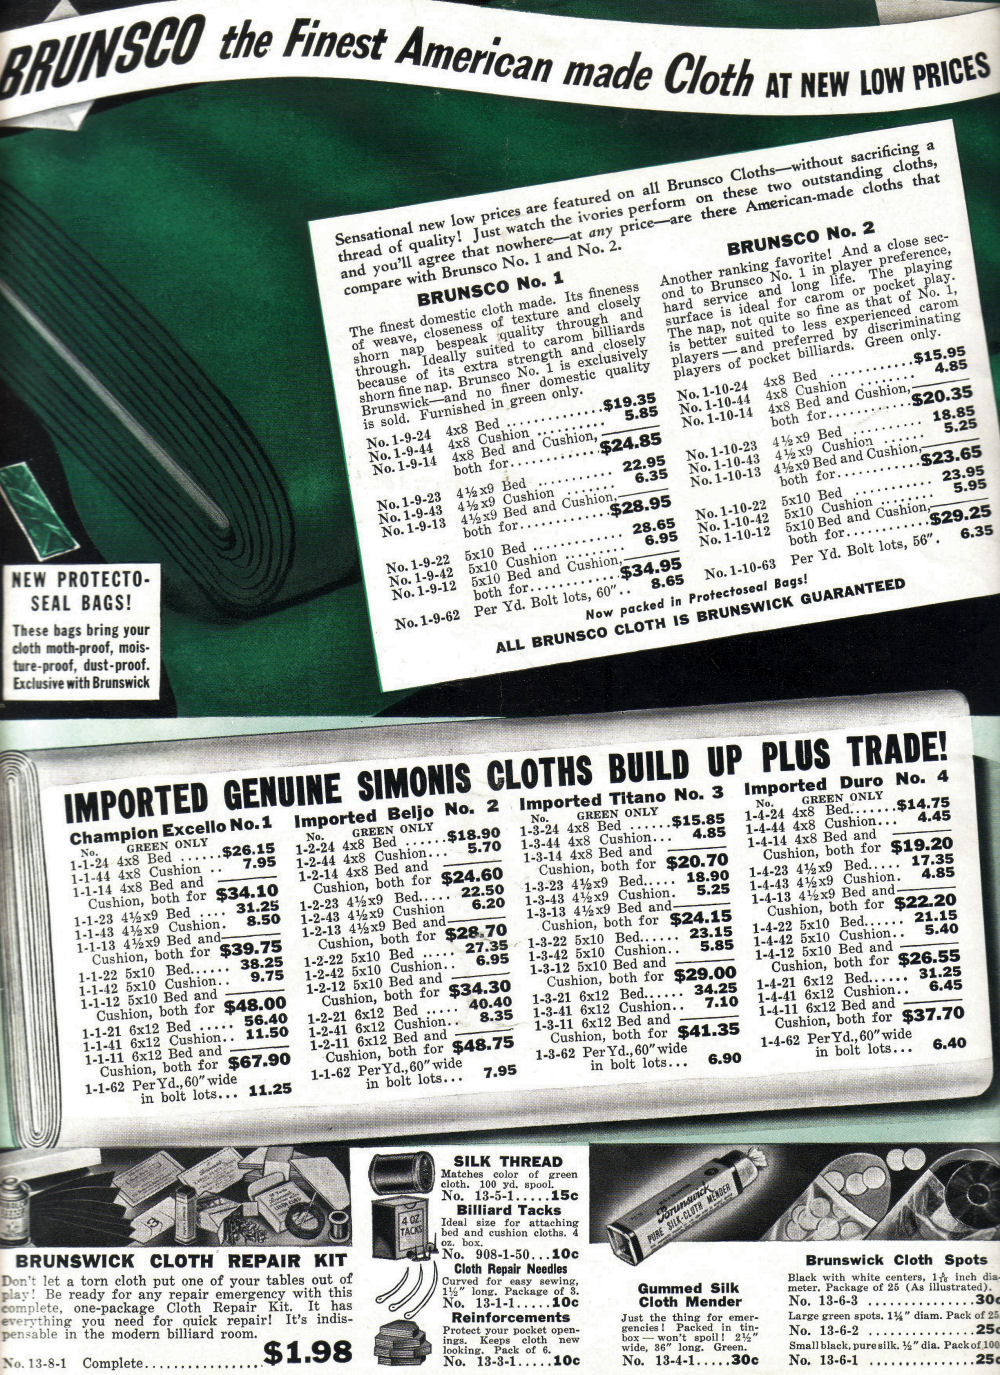 BRUNSCO the Finest American made Cloth AT NEW LOW PRICES
Sensational new low prices are featured on all Brunsco Cloths—without sacrificing a
thread of quality! Just watch the ivories perform on these two outstanding cloths,
and you'll agree that nowhere—at any price—are there American-made cloths that
compare with Brunsco No. 1 and No. 2.
BRUNSCO No. 1
The finest domestic cloth made. Its fineness
of weave, closeness of texture and closely
shorn nap bespeak quality through and
through. Ideally suited to carom billiards
because of its extra strength and closely
shorn fine nap. Brunsco No. 1 is exclusively
Brunswick—and no finer domestic quality
is sold. Furnished in green only.
No. 1-9-24 4x8 Bed ............$19.35
No. 1-9-44 4x8 Cushion .......... 5.85
No. 1-9-14 4x8 Bed and Cushion,
both for............$24.85
No. 1-9-23 4½x9 Bed ............ 22.95
No. 1-9-43 4½x9 Cushion ........ 6.35
No. 1-9-13 4½x9 Bed and Cushion,
both for............$28.95
No. 1-9-22 5x10 Bed ............ 28.65
No. 1-9-42 5x10 Cushion ........ 6.95
No. 1-9-12 5x10 Bed and Cushion,
both for............$34.95
No. 1-9-62 Per Yd. Bolt lots, 60".. 8.65
BRUNSCO No. 2
Another ranking favorite! And a close sec-
ond to Brunsco No. 1 in player preference,
hard service and long life. The playing
surface is ideal for carom or pocket play.
The nap, not quite so fine as that of No. 1,
is better suited to less experienced carom
players—and preferred by discriminating
players of pocket billiards. Green only.
No. 1-10-24 4x8 Bed ............$15.95
No. 1-10-44 4x8 Cushion ........ 4.85
No. 1-10-14 4x8 Bed and Cushion,
both for............$20.35
No. 1-10-23 4½x9 Bed ........... 18.85
No. 1-10-43 4½x9 Cushion ...... 5.25
No. 1-10-13 4½x9 Bed and Cushion,
both for............$23.65
No. 1-10-22 5x10 Bed ........... 23.95
No. 1-10-42 5x10 Cushion ....... 5.95
No. 1-10-12 5x10 Bed and Cushion,
both for............$29.25
No. 1-10-63 Per Yd. Bolt lots, 56". 6.35
Now packed in Protectoseal Bags!
ALL BRUNSCO CLOTH IS BRUNSWICK GUARANTEED
NEW PROTECTO-
SEAL BAGS!
These bags bring your
cloth moth-proof, mois-
ture-proof, dust-proof.
Exclusive with Brunswick
IMPORTED GENUINE SIMONIS CLOTHS BUILD UP PLUS TRADE!
Champion Excello No. 1
No. GREEN ONLY
1-1-24 4x8 Bed ......$26.15
1-1-44 4x8 Cushion .. 7.95
1-1-14 4x8 Bed and
Cushion, both for $34.10
1-1-23 4½x9 Bed .... 31.25
1-1-43 4½x9 Cushion. 8.50
1-1-13 4½x9 Bed and
Cushion, both for $39.75
1-1-22 5x10 Bed...... 38.25
1-1-42 5x10 Cushion.. 9.75
1-1-12 5x10 Bed and
Cushion, both for $48.00
1-1-21 6x12 Bed ..... 56.40
1-1-41 6x12 Cushion.. 11.50
1-1-11 6x12 Bed and
Cushion, both for $67.90
1-1-62 Per Yd., 60" wide
in bolt lots... 11.25
Imported Beljo No. 2
No. GREEN ONLY
1-2-24 4x8 Bed ......$18.90
1-2-44 4x8 Cushion... 5.70
1-2-14 4x8 Bed and
Cushion, both for $24.60
1-2-23 4½x9 Bed..... 22.50
1-2-43 4½x9 Cushion 6.20
1-2-13 4½x9 Bed and
Cushion, both for $28.70
1-2-22 5x10 Bed ..... 27.35
1-2-42 5x10 Cushion.. 6.95
1-2-12 5x10 Bed and
Cushion, both for $34.30
1-2-21 6x12 Bed ..... 40.40
1-2-41 6x12 Cushion.. 8.35
1-2-11 6x12 Bed and
Cushion, both for $48.75
1-1-62 Per Yd., 60" wide
in bolt lots... 7.95
Imported Titano No. 3
No. GREEN ONLY
1-3-24 4x8 Bed ......$15.85
1-3-44 4x8 Cushion... 4.85
1-3-14 4x8 Bed and
Cushion, both for $20.70
1-3-23 4½x9 Bed..... 18.90
1-3-43 4½x9 Cushion. 5.25
1-3-13 4½x9 Bed and
Cushion, both for $24.15
1-3-22 5x10 Bed...... 23.15
1-3-42 5x10 Cushion.. 5.85
1-3-12 5x10 Bed and
Cushion, both for $29.00
1-3-21 6x12 Bed...... 34.25
1-3-41 6x12 Cushion.. 7.10
1-3-11 6x12 Bed and
Cushion, both for $41.35
1-3-62 Per Yd., 60" wide
in bolt lots... 6.90
Imported Duro No. 4
No. GREEN ONLY
1-4-24 4x8 Bed.......$14.75
1-4-44 4x8 Cushion... 4.45
1-4-14 4x8 Bed and
Cushion, both for $19.20
1-4-23 4½x9 Bed..... 17.35
1-4-43 4½x9 Cushion. 4.85
1-4-13 4½x9 Bed and
Cushion, both for $22.20
1-4-22 5x10 Bed...... 21.15
1-4-42 5x10 Cushion.. 5.40
1-4-12 5x10 Bed and
Cushion, both for $26.55
1-4-21 6x12 Bed...... 31.25
1-4-41 6x12 Cushion.. 6.45
1-4-11 6x12 Bed and
Cushion, both for $37.70
1-4-62 Per Yd., 60" wide
in bolt lots... 6.40
BRUNSWICK CLOTH REPAIR KIT
Don't let a torn cloth put one of your tables out of
play! Be ready for any repair emergency with this
complete, one-package Cloth Repair Kit. It has
everything you need for quick repair! It's indis-
pensable in the modern billiard room.
No. 13-8-1 Complete.................$1.98
4 OZ.
TACKS
SILK THREAD
Matches color of green
cloth. 100 yd. spool.
No. 13-5-1.....15c
Billiard Tacks
Ideal size for attaching
bed and cushion cloths. 4
oz. box.
No. 908-1-50...10c
Cloth Repair Needles
Curved for easy sewing,
1½" long. Package of 3.
No. 13-1-1.....10c
Reinforcements
Protect your pocket open-
ings. Keeps cloth new
looking. Pack of 6.
No. 13-3-1.....10c
Brunswick
PURE SILK-CLOTH MENDER
Gummed Silk
Cloth Mender
Just the thing for emer-
gencies! Packed in tin-
box—won't spoil! 2½"
wide, 36" long. Green.
No. 13-4-1.....30c
Brunswick Cloth Spots
Black with white centers, 1 3/16 inch dia-
meter. Package of 25 (As illustrated).
No. 13-6-3 ...............30c
Large green spots. 1¼" diam. Pack of 25
No. 13-6-2 ...............25c
Small black, pure silk. ½" dia. Pack of 100
No. 13-6-1 ...............25c